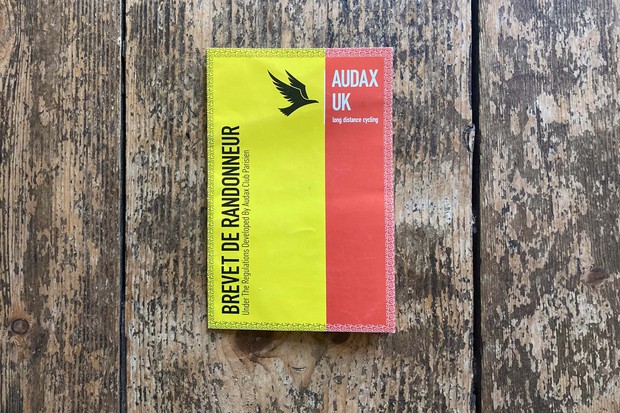 AUDAX
UK
long distance cycling
BREVET DE RANDONNEUR
Under The Regulations Developed By Audax Club Parisien